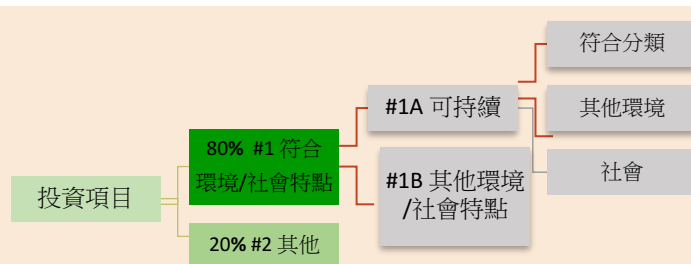 投資項目
80% #1 符合
環境/社會特點
20% #2 其他
#1A 可持續
#1B 其他環境
/社會特點
符合分類
其他環境
社會